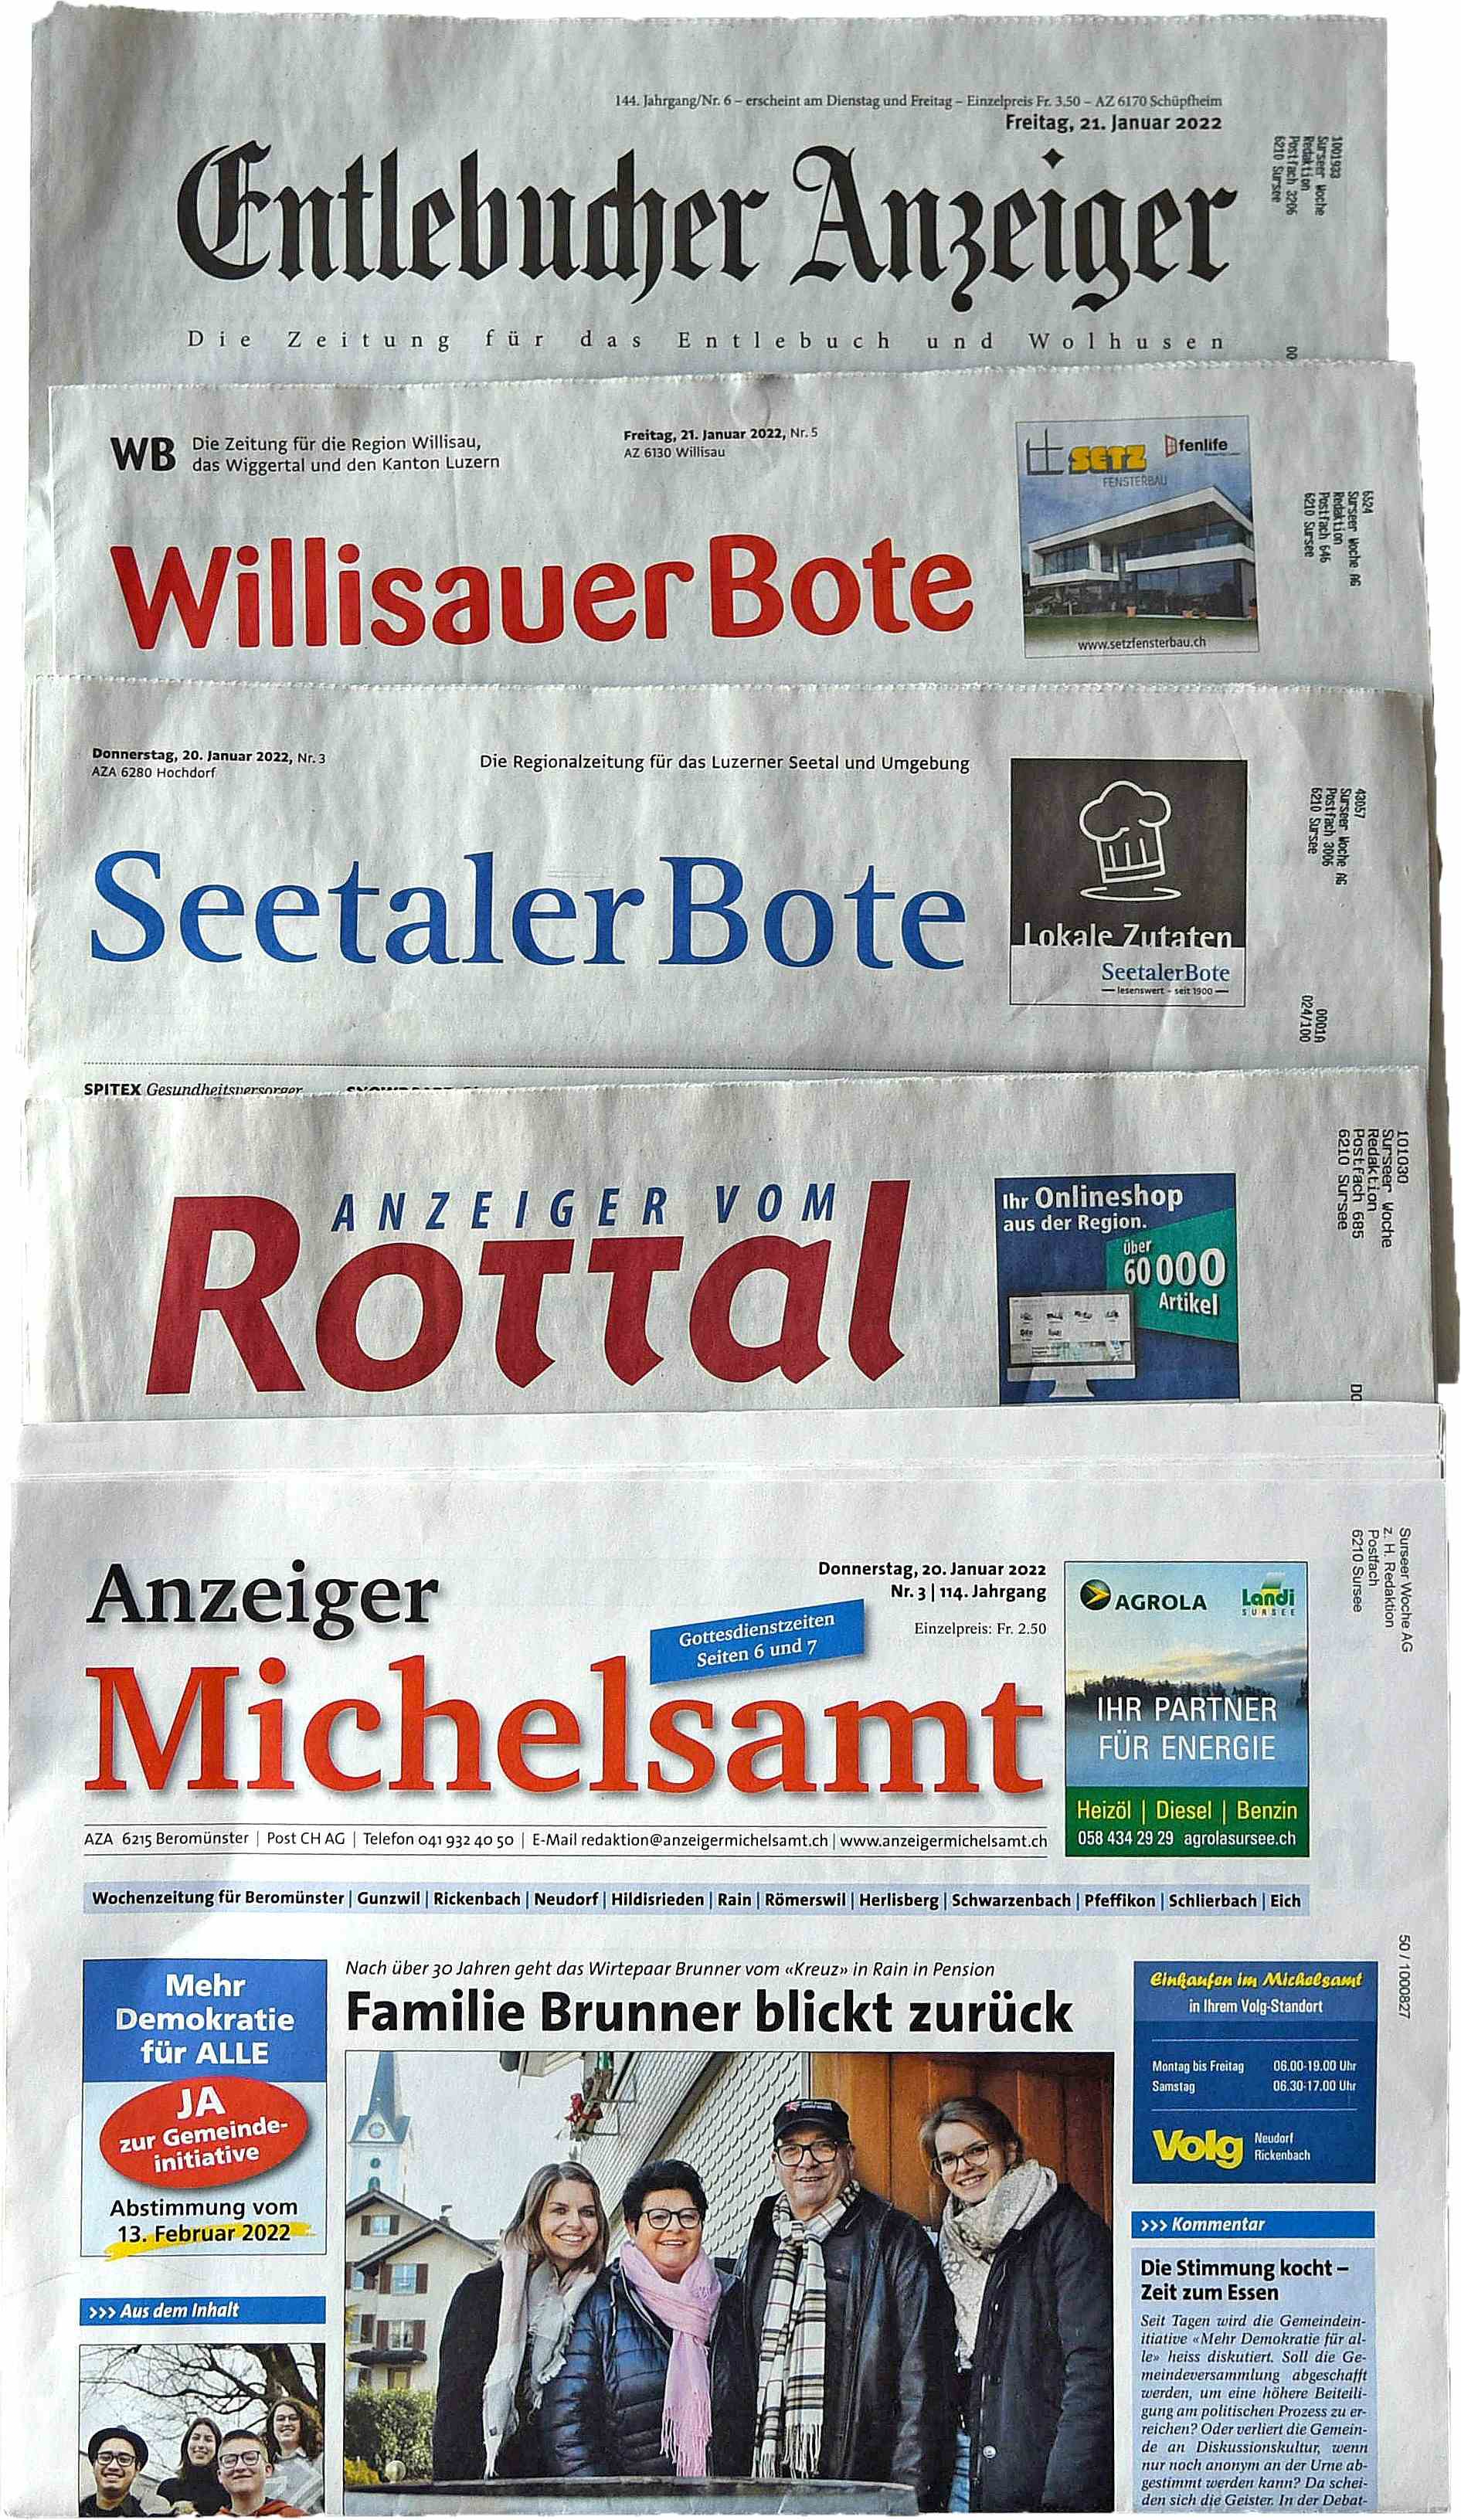 144. Jahrgang/Nr. 6 – erscheint am Dienstag und Freitag – Einzelpreis Fr. 3.50 – AZ 6170 Schüpfheim
Freitag, 21. Januar 2022
Entlebucher Anzeiger
Die Zeitung für das Entlebuch und Wolhusen
1001933
Surseer Woche
Redaktion
Postfach 3206
6210 Sursee
00
WB
Die Zeitung für die Region Willisau,
das Wiggertal und den Kanton Luzern
Freitag, 21. Januar 2022, Nr. 5
AZ 6130 Willisau
Willisauer Bote
SETZ
FENSTERBAU
fenlife
www.setzfensterbau.ch
6524
Surseer Woche AG
Redaktion
Postfach 646
6210 Sursee
Donnerstag, 20. Januar 2022, Nr. 3
AZA 6280 Hochdorf
Die Regionalzeitung für das Luzerner Seetal und Umgebung
Seetaler Bote
Lokale Zutaten
SeetalerBote
— lesenswert - seit 1900 —
43057
Surseer Woche AG
Postfach 3006
6210 Sursee
0001A
024/100
SPITEX Gesundheitsversorger
ANZEIGER VOM
Rottal
Ihr Onlineshop
aus der Region.
über
60 000
Artikel
101030
Surseer Woche
Redaktion
Postfach 685
6210 Sursee
Anzeiger
Michelsamt
Gottesdienstzeiten
Seiten 6 und 7
Donnerstag, 20. Januar 2022
Nr. 3 | 114. Jahrgang
Einzelpreis: Fr. 2.50
AGROLA
Landi
SURSEE
IHR PARTNER
FÜR ENERGIE
Heizöl | Diesel | Benzin
058 434 29 29 agrolasursee.ch
Surseer Woche AG
z. H. Redaktion
Postfach
6210 Sursee
AZA 6215 Beromünster | Post CH AG | Telefon 041 932 40 50 | E-Mail redaktion@anzeigermichelsamt.ch | www.anzeigermichelsamt.ch
Wochenzeitung für Beromünster | Gunzwil | Rickenbach | Neudorf | Hildisrieden | Rain | Römerswil | Herlisberg | Schwarzenbach | Pfeffikon | Schlierbach | Eich
50 / 1000827
Mehr
Demokratie
für ALLE
JA
zur Gemeinde-
initiative
Abstimmung vom
13. Februar 2022
>>> Aus dem Inhalt
Nach über 30 Jahren geht das Wirtepaar Brunner vom «Kreuz» in Rain in Pension
Familie Brunner blickt zurück
Einkaufen im Michelsamt
in Ihrem Volg-Standort
Montag bis Freitag 06.00-19.00 Uhr
Samstag 06.30-17.00 Uhr
Volg
Neudorf
Rickenbach
>>> Kommentar
Die Stimmung kocht –
Zeit zum Essen
Seit Tagen wird die Gemeindein-
itiative «Mehr Demokratie für al-
le» heiss diskutiert. Soll die Ge-
meindeversammlung abgeschafft
werden, um eine höhere Beteili-
gung am politischen Prozess zu er-
reichen? Oder verliert die Gemein-
de an Diskussionskultur, wenn
nur noch anonym an der Urne ab-
gestimmt werden kann? Da schei-
den sich die Geister. In der Debat-